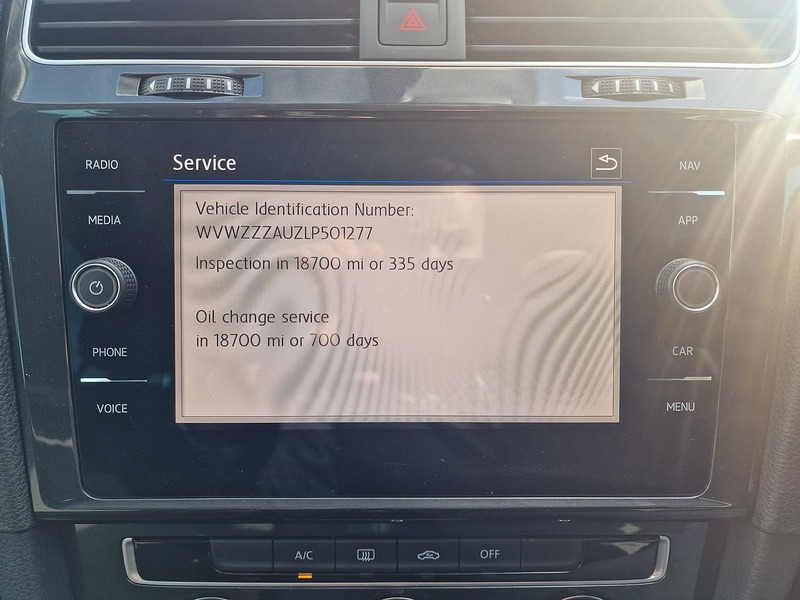 Service
RADIO
MEDIA
PHONE
VOICE
Vehicle Identification Number:
WVWZZZAUZLP501277
Inspection in 18700 mi or 335 days
Oil change service
in 18700 mi or 700 days
NAV
APP
CAR
MENU
A/C
OFF